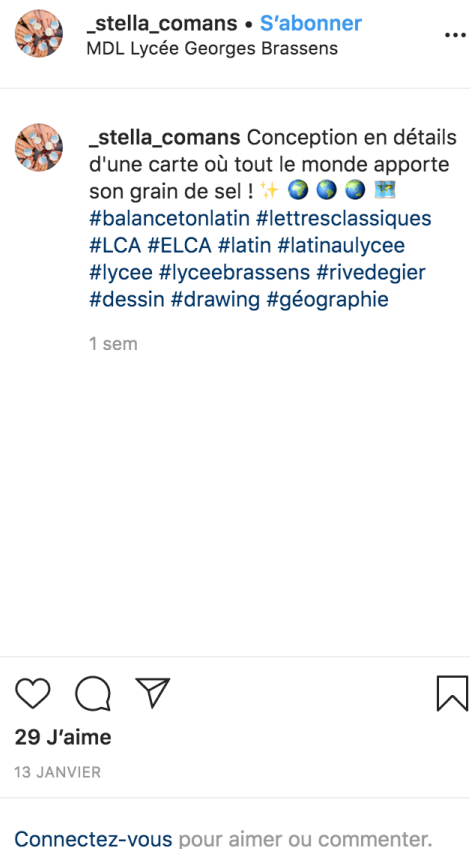 _stella_comans • S’abonner
MDL Lycée Georges Brassens
_stella_comans Conception en détails
d'une carte où tout le monde apporte
son grain de sel ! ✨ 🌍 🌎 🌏 🗺️
#balancetonlatin #lettresclassiques
#LCA #ELCA #latin #latinaulycee
#lycee #lyceebrassens #rivedegier
#dessin #drawing #géographie
1 sem
29 J’aime
13 JANVIER
Connectez-vous pour aimer ou commenter.